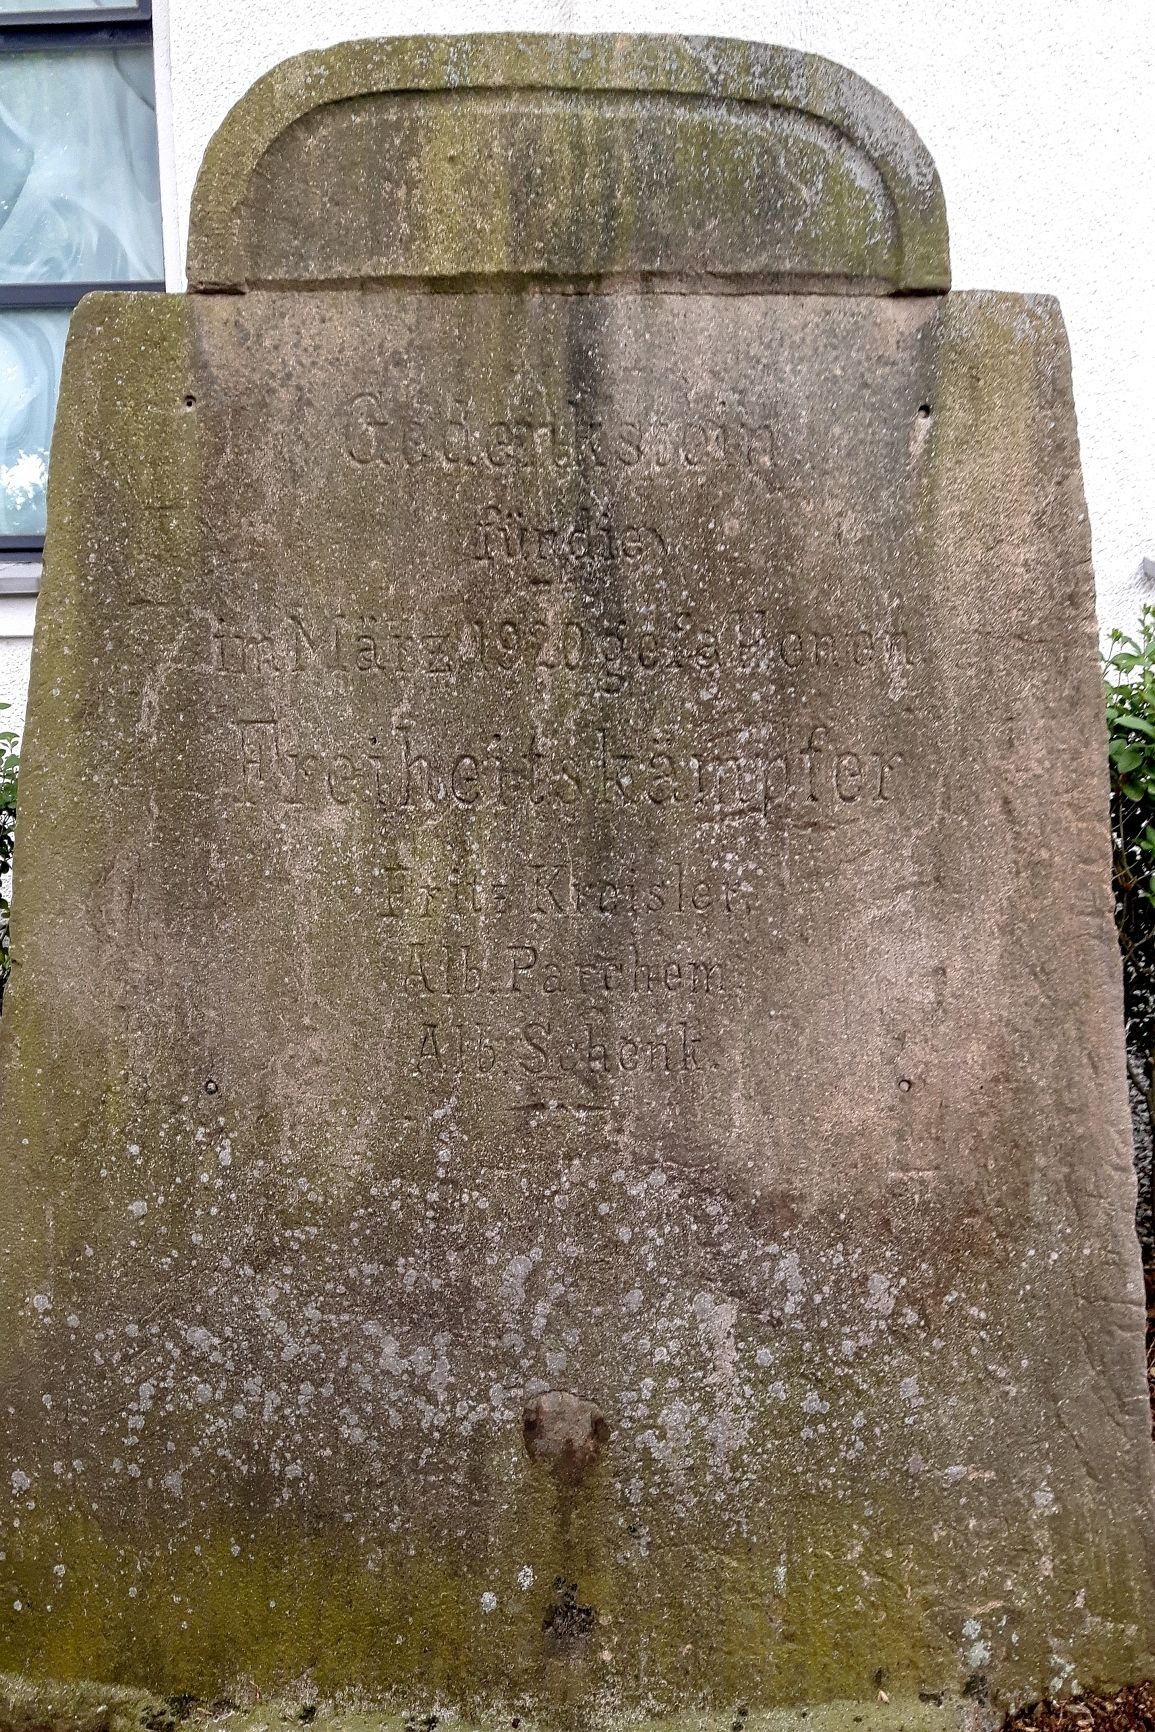 Gedenkstein
für die
im März 1920 gefallenen
Freiheitskämpfer
Fritz Kreisler.
Alb. Parchem.
Alb. Schenk.